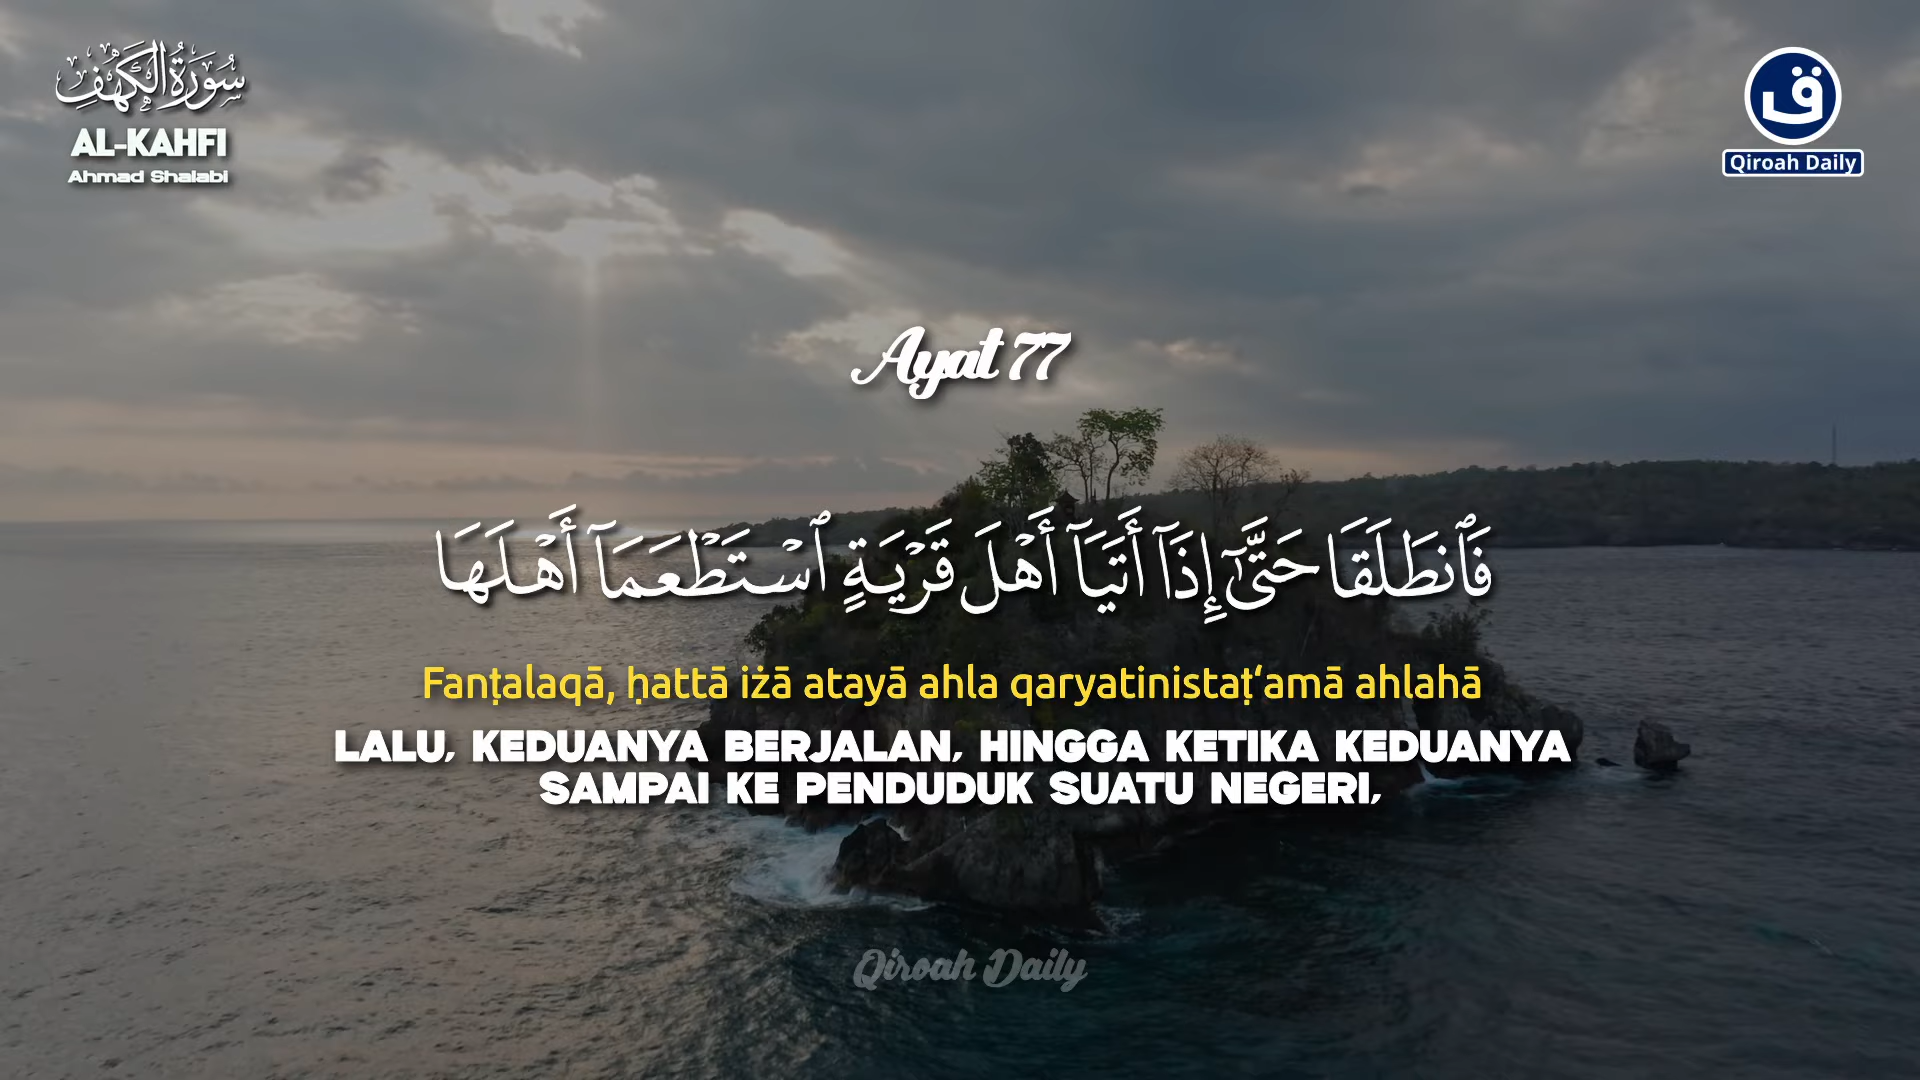 سُورَةُ الْكَهْفِ
AL-KAHFI
Ahmad Shalabi
ق
Qiroah Daily
Ayat 77
فَٱنطَلَقَا حَتَّىٰٓ إِذَآ أَتَيَآ أَهْلَ قَرْيَةٍ ٱسْتَطْعَمَآ أَهْلَهَا
Fanṭalaqā, ḥattā iżā atayā ahla qaryatinistaṭ‘amā ahlahā
LALU, KEDUANYA BERJALAN, HINGGA KETIKA KEDUANYA
SAMPAI KE PENDUDUK SUATU NEGERI,
Qiroah Daily